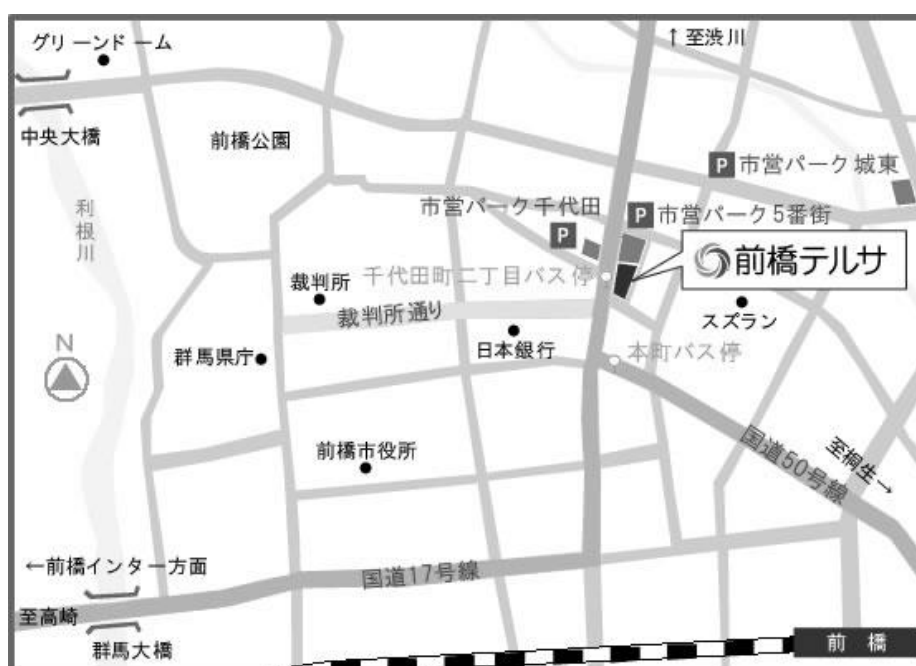 グリーンドーム
↑至渋川
中央大橋
前橋公園
P 市営パーク城東
利根川
市営パーク千代田
P
P 市営パーク5番街
前橋テルサ
千代田町二丁目バス停
裁判所
裁判所通り
スズラン
N
群馬県庁
日本銀行
本町バス停
前橋市役所
国道50号線
至桐生→
←前橋インター方面
国道17号線
至高崎
群馬大橋
前橋